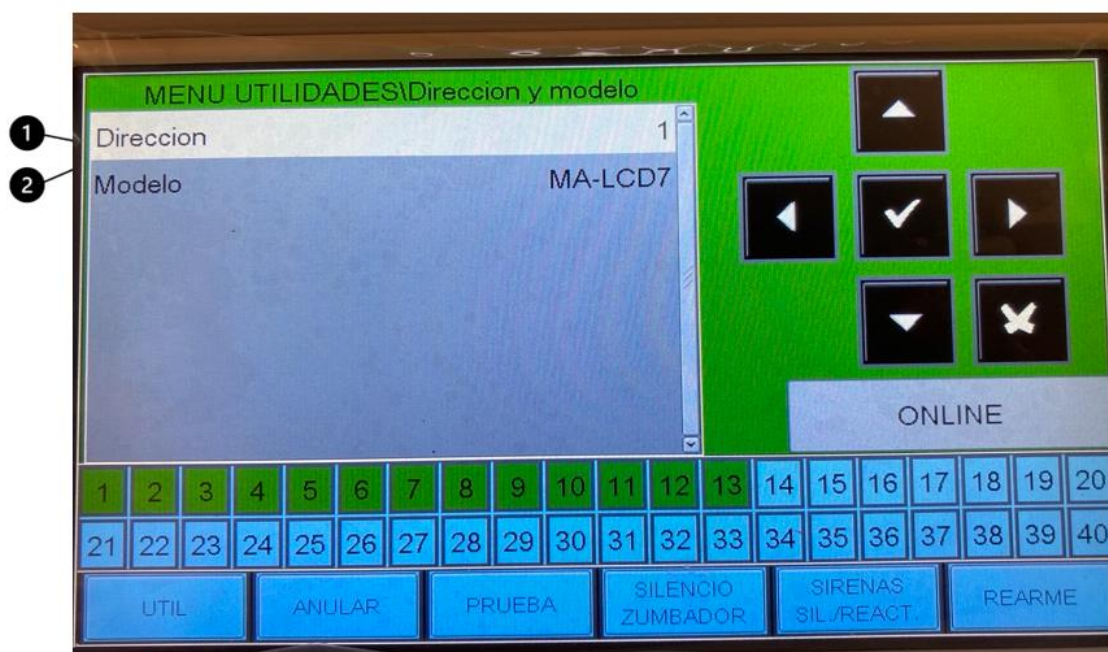 MENU UTILIDADES\Direccion y modelo
1
Direccion 1
2
Modelo MA-LCD7
ONLINE
1 2 3 4 5 6 7 8 9 10 11 12 13 14 15 16 17 18 19 20
21 22 23 24 25 26 27 28 29 30 31 32 33 34 35 36 37 38 39 40
UTIL
ANULAR
PRUEBA
SILENCIO
ZUMBADOR
SIRENAS
SIL./REACT.
REARME